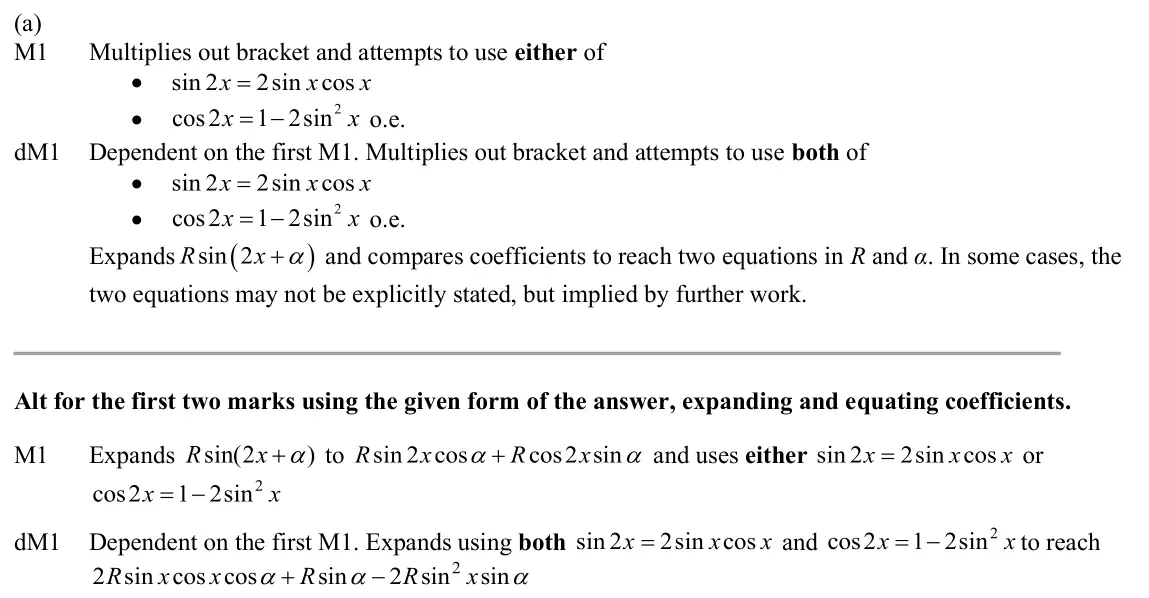 (a)
M1 Multiplies out bracket and attempts to use either of
• sin 2x = 2 sin x cos x
• cos 2x = 1 − 2 sin² x o.e.
dM1 Dependent on the first M1. Multiplies out bracket and attempts to use both of
• sin 2x = 2 sin x cos x
• cos 2x = 1 − 2 sin² x o.e.
Expands R sin(2x + α) and compares coefficients to reach two equations in R and α. In some cases, the
two equations may not be explicitly stated, but implied by further work.
Alt for the first two marks using the given form of the answer, expanding and equating coefficients.
M1 Expands R sin(2x + α) to R sin 2x cos α + R cos 2x sin α and uses either sin 2x = 2 sin x cos x or
cos 2x = 1 − 2 sin² x
dM1 Dependent on the first M1. Expands using both sin 2x = 2 sin x cos x and cos 2x = 1 − 2 sin² x to reach
2R sin x cos x cos α + R sin α − 2R sin² x sin α